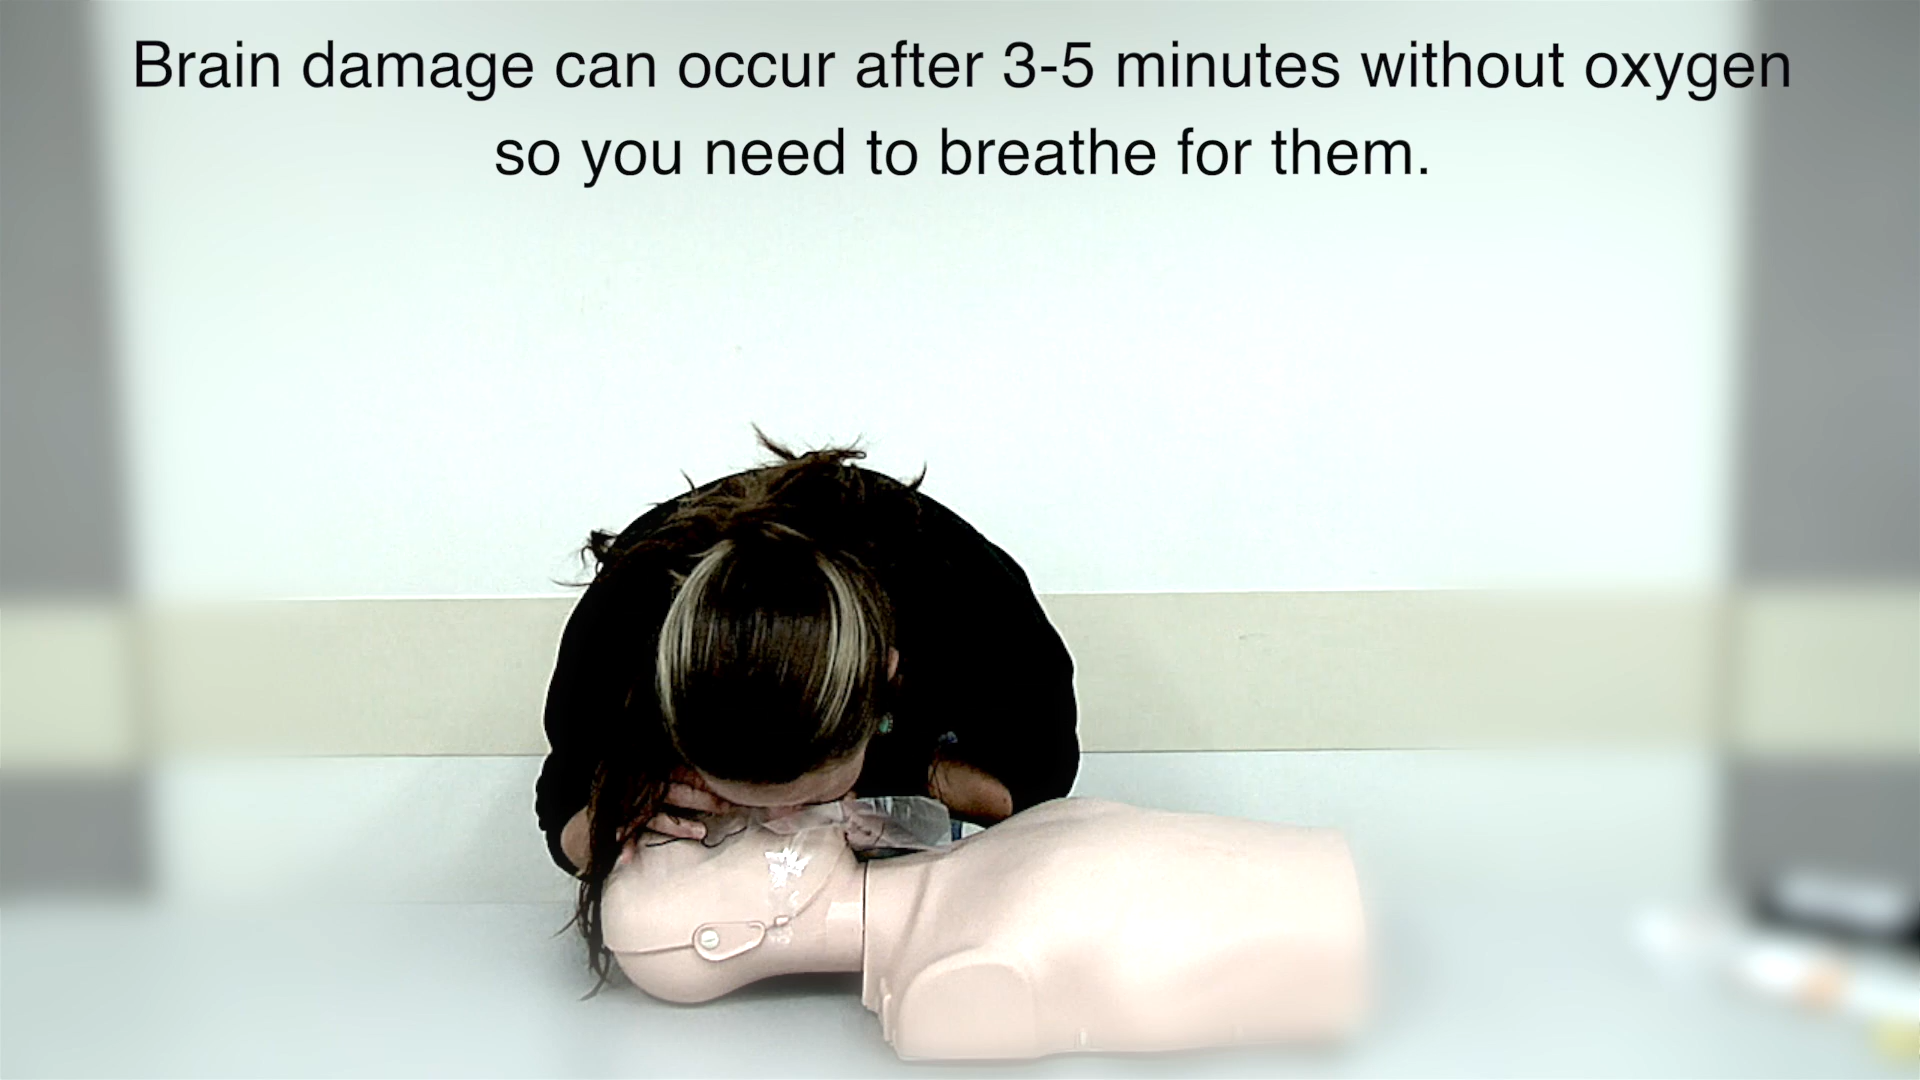 Brain damage can occur after 3-5 minutes without oxygen
so you need to breathe for them.